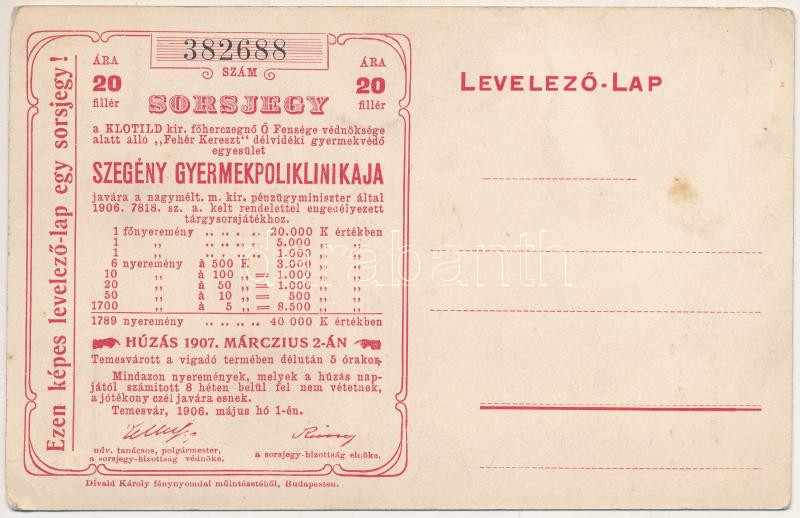 Ezen képes levelező-lap egy sorsjegy!
382688
SZÁM
ÁRA
20
fillér
ÁRA
20
fillér
SORSJEGY
a KLOTILD kir. főherczegnő Ő Fensége védnöksége
alatt álló „Fehér Kereszt" délvidéki gyermekvédő
egyesület
SZEGÉNY GYERMEKPOLIKLINIKAJA
javára a nagymélt. m. kir. pénzügyminiszter által
1906. 7818. sz. a. kelt rendelettel engedélyezett
tárgysorsjátékhoz.
1 főnyeremény .. .. .. .. 20.000 K értékben
1 „ .. .. .. .. 5.000 „ „
1 „ .. .. .. .. 1.000 „ „
6 nyeremény à 500 K = 3.000 „ „
10 „ à 100 „ = 1.000 „ „
20 „ à 50 „ = 1.000 „ „
50 „ à 10 „ = 500 „ „
1700 „ à 5 „ = 8.500 „ „
1789 nyeremény .. .. .. .. 40 000 K értékben
HÚZÁS 1907. MÁRCZIUS 2-ÁN
Temesvárott a vigadó termében délután 5 órakor.
Mindazon nyeremények, melyek a húzás nap-
jától számított 8 héten belül fel nem vétetnek,
a jótékony czél javára esnek.
Temesvár, 1906. május hó 1-én.
udv. tanácsos, polgármester,
a sorsjegy-bizottság védnöke.
a sorsjegy-bizottság elnöke.
Divald Károly fénynyomdai műintézetéből, Budapesten.
LEVELEZŐ-LAP
darabanth